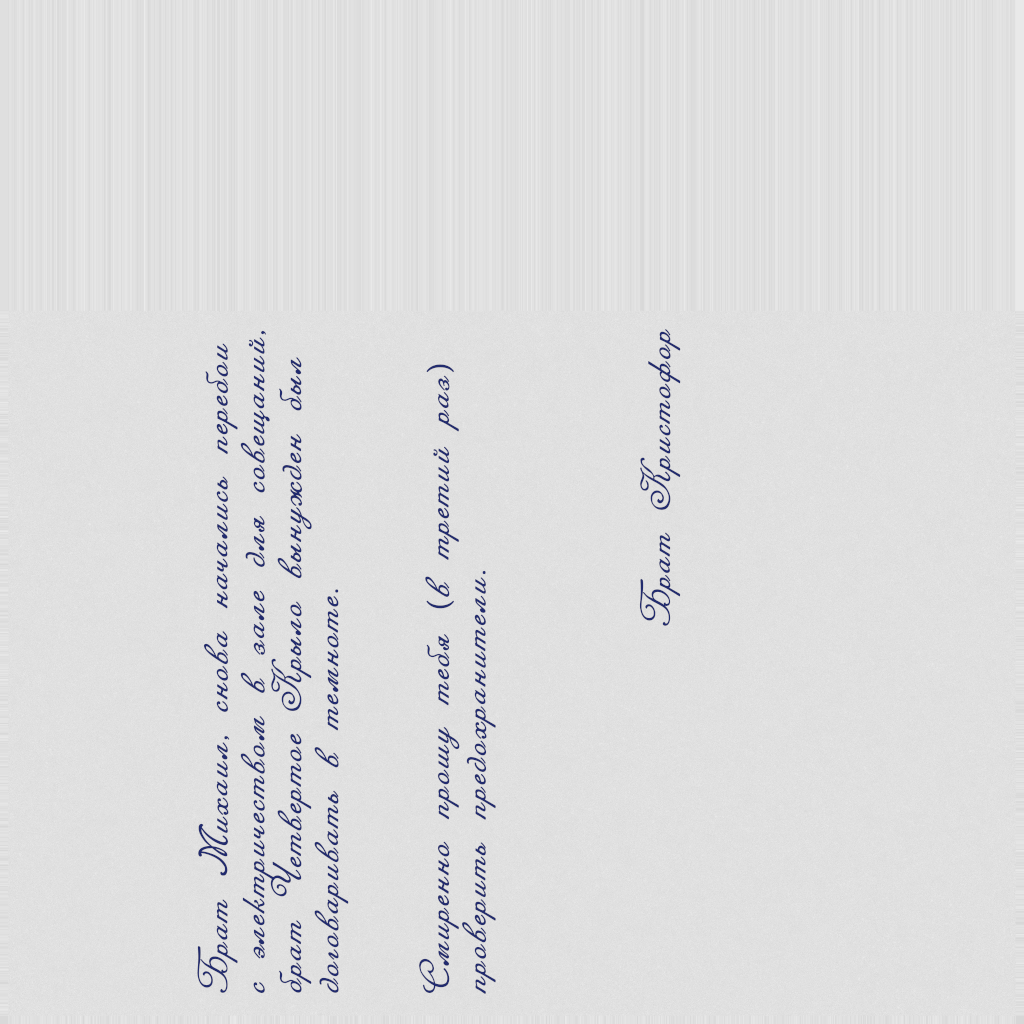 Брат Михаил, снова начались перебои
с электричеством в зале для совещаний,
брат Четвертое Крыло вынужден был
договаривать в темноте.
Смиренно прошу тебя (в третий раз)
проверить предохранители.
Брат Кристофор